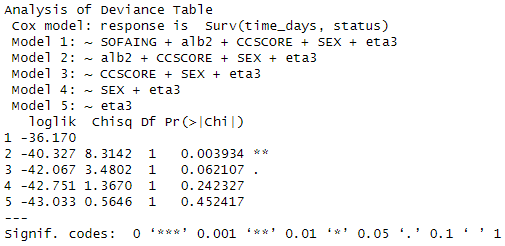 Analysis of Deviance Table
 Cox model: response is  Surv(time_days, status)
 Model 1: ~ SOFAING + alb2 + CCSCORE + SEX + eta3
 Model 2: ~ alb2 + CCSCORE + SEX + eta3
 Model 3: ~ CCSCORE + SEX + eta3
 Model 4: ~ SEX + eta3
 Model 5: ~ eta3
   loglik  Chisq Df Pr(>|Chi|)
1 -36.170
2 -40.327 8.3142  1   0.003934 **
3 -42.067 3.4802  1   0.062107 .
4 -42.751 1.3670  1   0.242327
5 -43.033 0.5646  1   0.452417
---
Signif. codes:  0 ‘***’ 0.001 ‘**’ 0.01 ‘*’ 0.05 ‘.’ 0.1 ‘ ’ 1